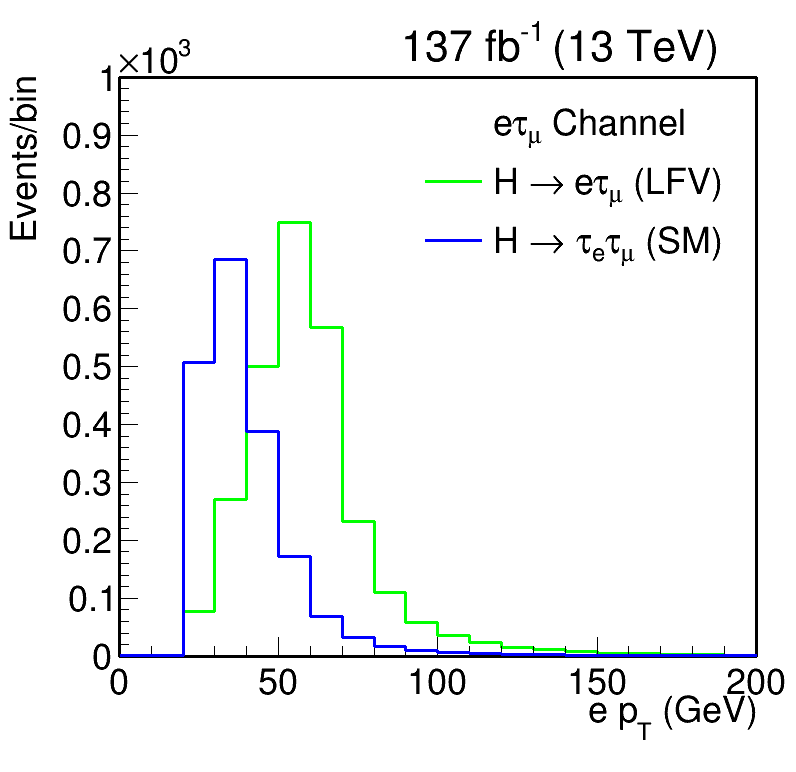 137 fb⁻¹ (13 TeV)
×10³
Events/bin
eτ_μ Channel
H → eτ_μ (LFV)
H → τ_eτ_μ (SM)
1
0.9
0.8
0.7
0.6
0.5
0.4
0.3
0.2
0.1
0
0 50 100 150 200
e p_T (GeV)